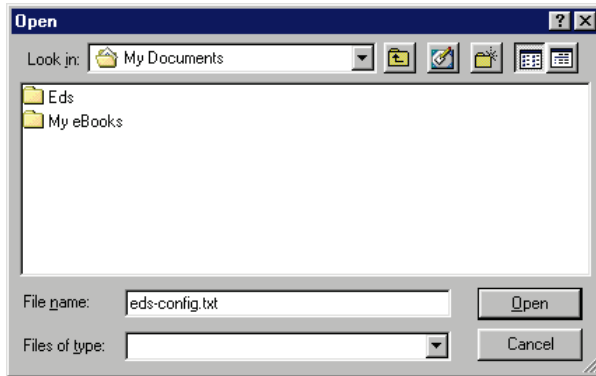 Open
Look in: My Documents
Eds
My eBooks
File name: eds-config.txt Open
Files of type: Cancel